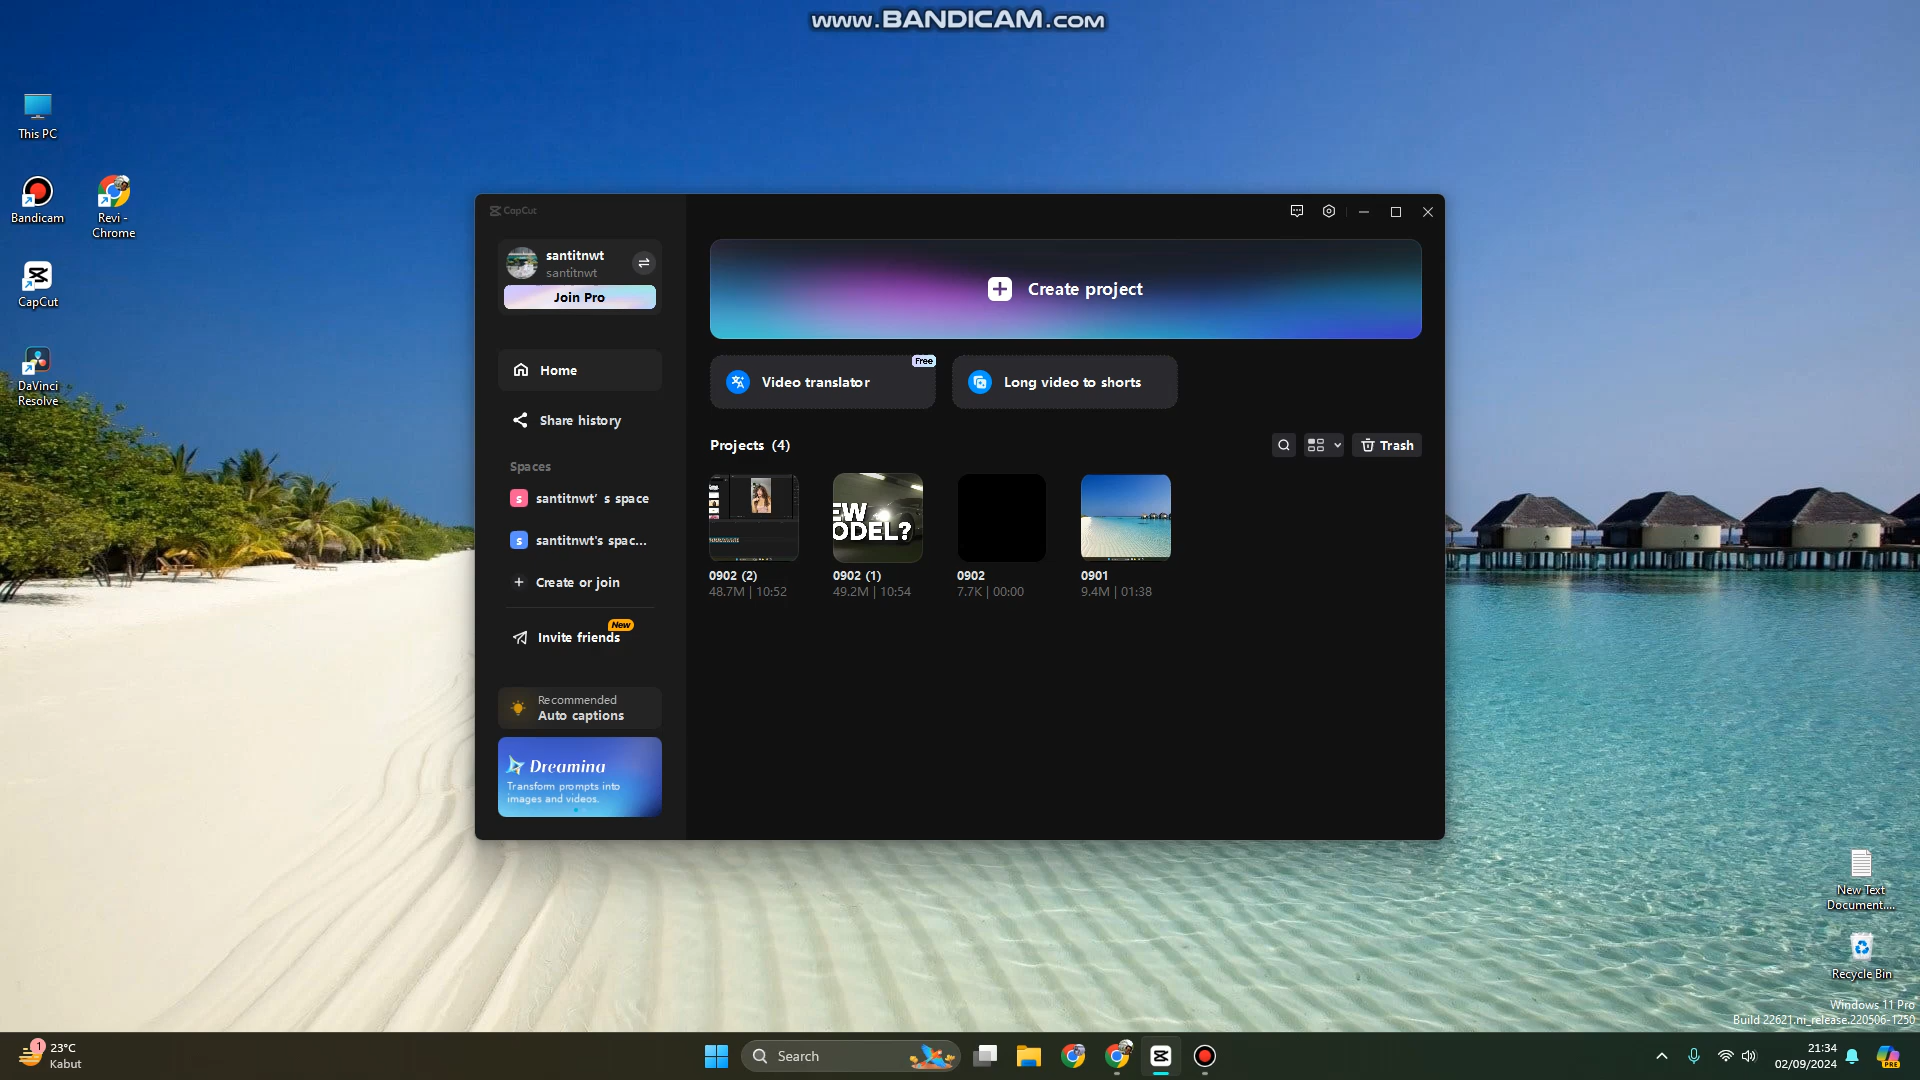 www.BANDICAM.com
This PC
Bandicam
Revi -
Chrome
CapCut
DaVinci
Resolve
CapCut
santitnwt
santitnwt
Join Pro
Home
Share history
Spaces
s santitnwt’ s space
s santitnwt's spac...
Create or join
New
Invite friends
Recommended
Auto captions
Dreamina
Transform prompts into
images and videos.
Create project
Free
Video translator
Long video to shorts
Projects (4)
Trash
EW
ODEL?
0902 (2)
48.7M | 10:52
0902 (1)
49.2M | 10:54
0902
7.7K | 00:00
0901
9.4M | 01:38
New Text
Document....
Recycle Bin
Windows 11 Pro
Build 22621.ni_release.220506-1250
1
23°C
Kabut
Search
21:34
02/09/2024
PRE